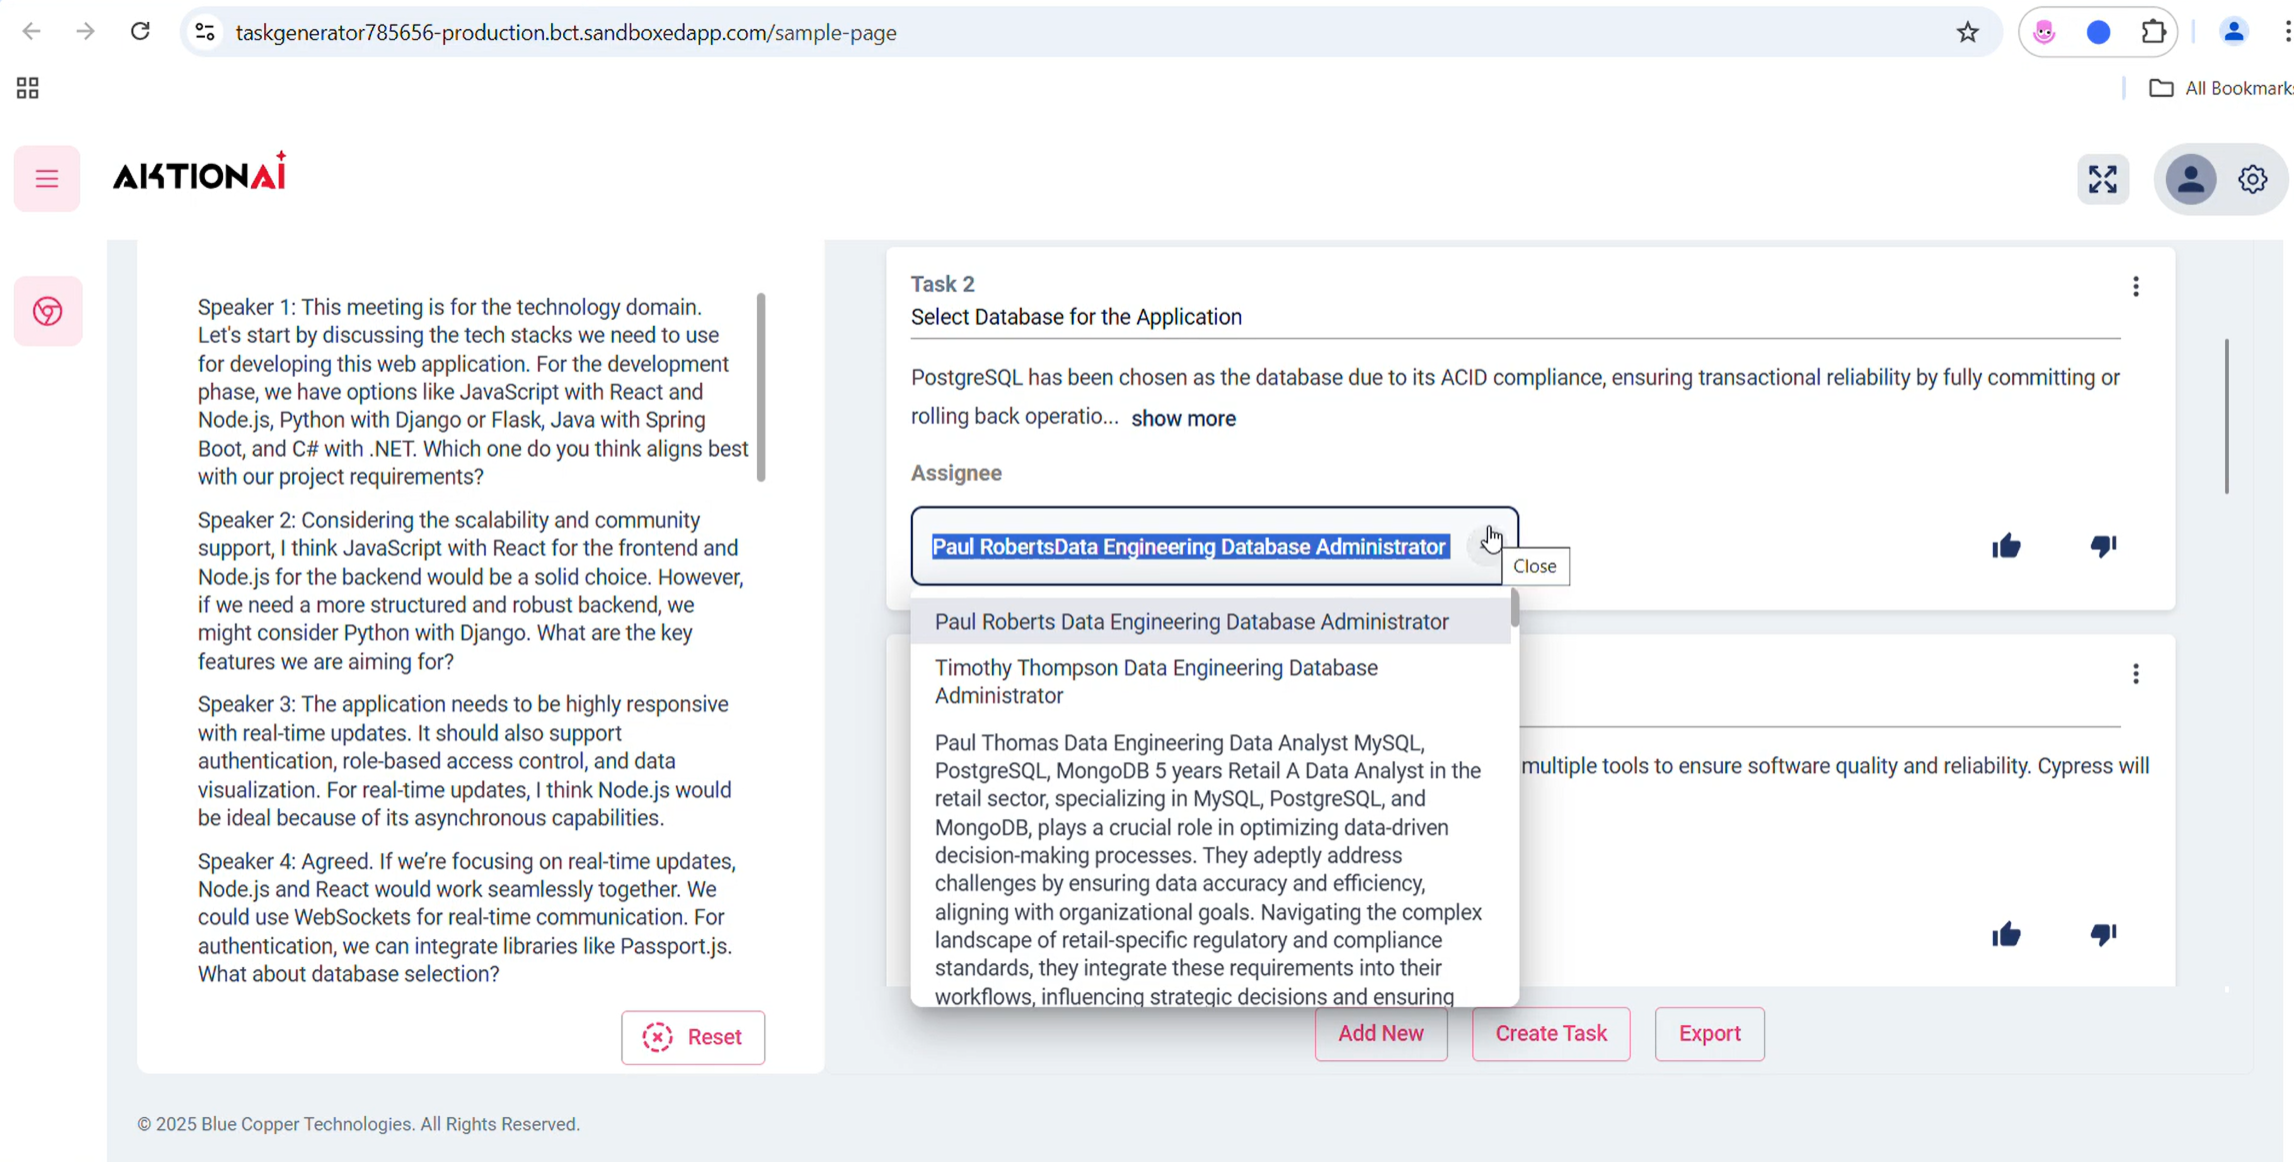 taskgenerator785656-production.bct.sandboxedapp.com/sample-page
All Bookmarks
AKTIONAi
Speaker 1: This meeting is for the technology domain.
Let's start by discussing the tech stacks we need to use
for developing this web application. For the development
phase, we have options like JavaScript with React and
Node.js, Python with Django or Flask, Java with Spring
Boot, and C# with .NET. Which one do you think aligns best
with our project requirements?
Speaker 2: Considering the scalability and community
support, I think JavaScript with React for the frontend and
Node.js for the backend would be a solid choice. However,
if we need a more structured and robust backend, we
might consider Python with Django. What are the key
features we are aiming for?
Speaker 3: The application needs to be highly responsive
with real-time updates. It should also support
authentication, role-based access control, and data
visualization. For real-time updates, I think Node.js would
be ideal because of its asynchronous capabilities.
Speaker 4: Agreed. If we're focusing on real-time updates,
Node.js and React would work seamlessly together. We
could use WebSockets for real-time communication. For
authentication, we can integrate libraries like Passport.js.
What about database selection?
Reset
Task 2
Select Database for the Application
PostgreSQL has been chosen as the database due to its ACID compliance, ensuring transactional reliability by fully committing or
rolling back operatio... show more
Assignee
Paul RobertsData Engineering Database Administrator
Close
Paul Roberts Data Engineering Database Administrator
Timothy Thompson Data Engineering Database
Administrator
Paul Thomas Data Engineering Data Analyst MySQL,
PostgreSQL, MongoDB 5 years Retail A Data Analyst in the
retail sector, specializing in MySQL, PostgreSQL, and
MongoDB, plays a crucial role in optimizing data-driven
decision-making processes. They adeptly address
challenges by ensuring data accuracy and efficiency,
aligning with organizational goals. Navigating the complex
landscape of retail-specific regulatory and compliance
standards, they integrate these requirements into their
workflows, influencing strategic decisions and ensuring
multiple tools to ensure software quality and reliability. Cypress will
Add New
Create Task
Export
© 2025 Blue Copper Technologies. All Rights Reserved.